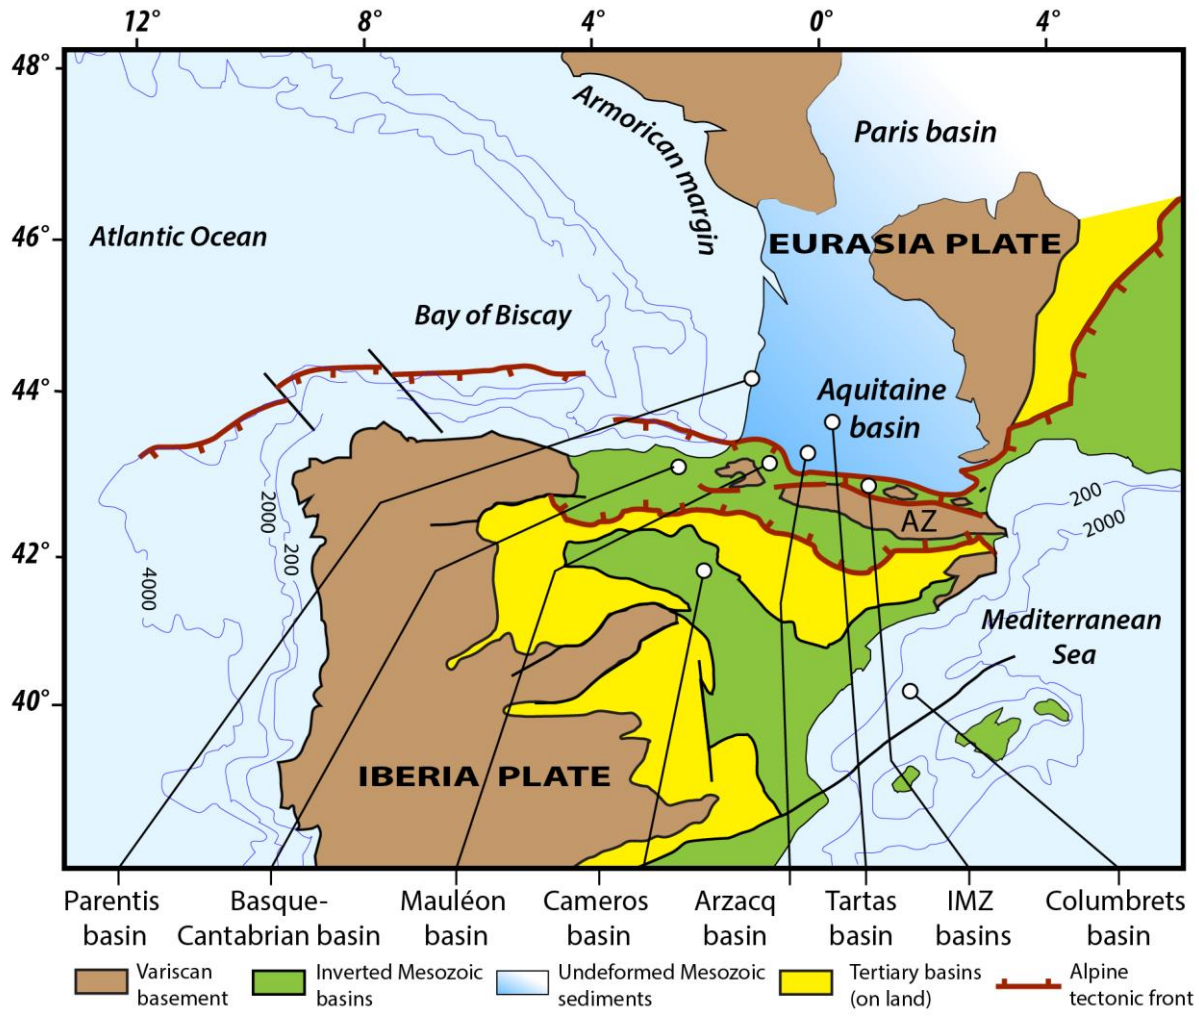 12° 8° 4° 0° 4°
48°
46°
44°
42°
40°
Armorican margin
Paris basin
Atlantic Ocean
EURASIA PLATE
Bay of Biscay
Aquitaine
basin
AZ
2000
200
4000
200
2000
Mediterranean
Sea
IBERIA PLATE
Parentis
basin
Basque-
Cantabrian basin
Mauléon
basin
Cameros
basin
Arzacq
basin
Tartas
basin
IMZ
basins
Columbrets
basin
Variscan
basement
Inverted Mesozoic
basins
Undeformed Mesozoic
sediments
Tertiary basins
(on land)
Alpine
tectonic front